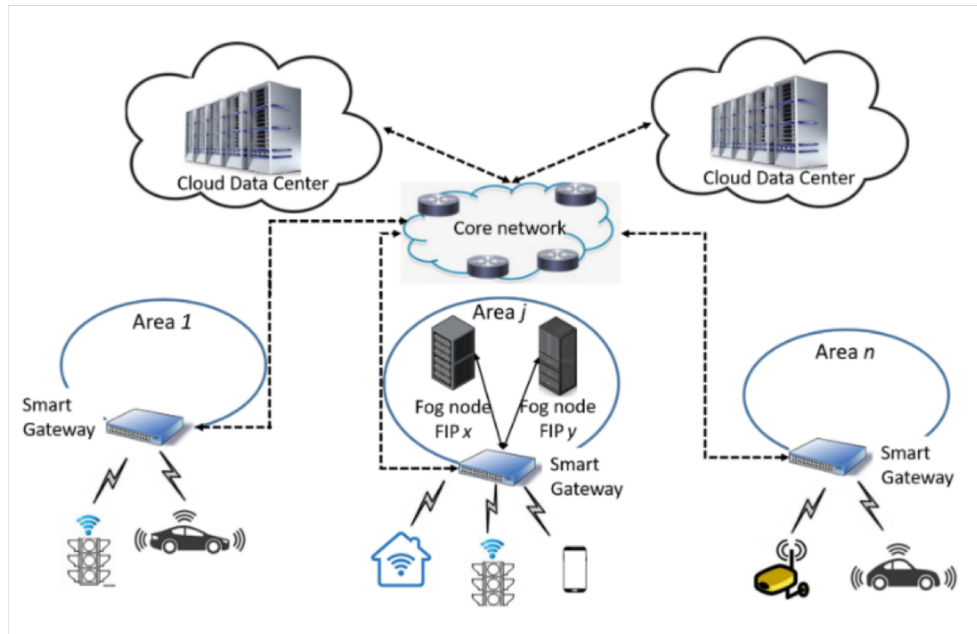 Cloud Data Center
Cloud Data Center
Core network
Area 1
Area j
Area n
Fog node
FIP x
Fog node
FIP y
Smart
Gateway
Smart
Gateway
Smart
Gateway